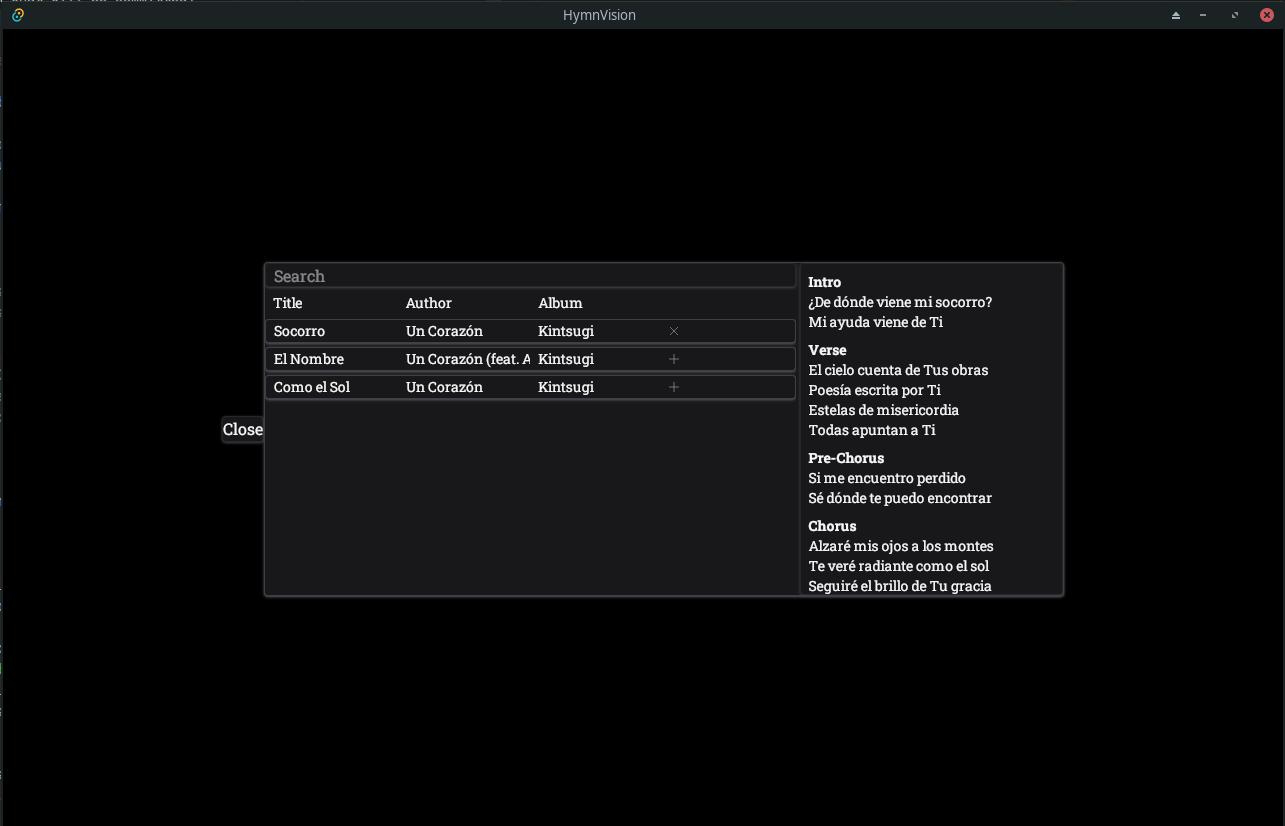 HymnVision
Search
Title Author Album
Socorro Un Corazón Kintsugi
El Nombre Un Corazón (feat. A Kintsugi
Como el Sol Un Corazón Kintsugi
Close
Intro
¿De dónde viene mi socorro?
Mi ayuda viene de Ti
Verse
El cielo cuenta de Tus obras
Poesía escrita por Ti
Estelas de misericordia
Todas apuntan a Ti
Pre-Chorus
Si me encuentro perdido
Sé dónde te puedo encontrar
Chorus
Alzaré mis ojos a los montes
Te veré radiante como el sol
Seguiré el brillo de Tu gracia